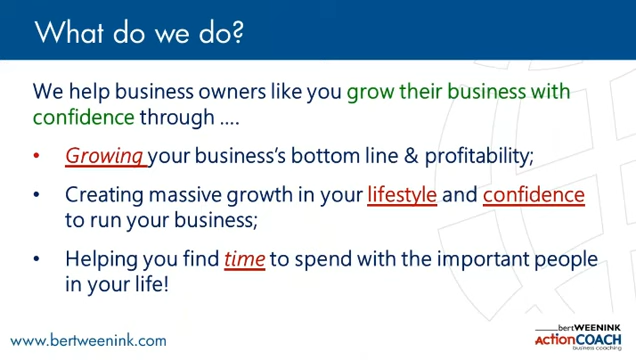 What do we do?
We help business owners like you grow their business with
confidence through ....
• Growing your business's bottom line & profitability;
• Creating massive growth in your lifestyle and confidence
to run your business;
• Helping you find time to spend with the important people
in your life!
www.bertweenink.com
bertWEENINK
ActionCOACH
business coaching